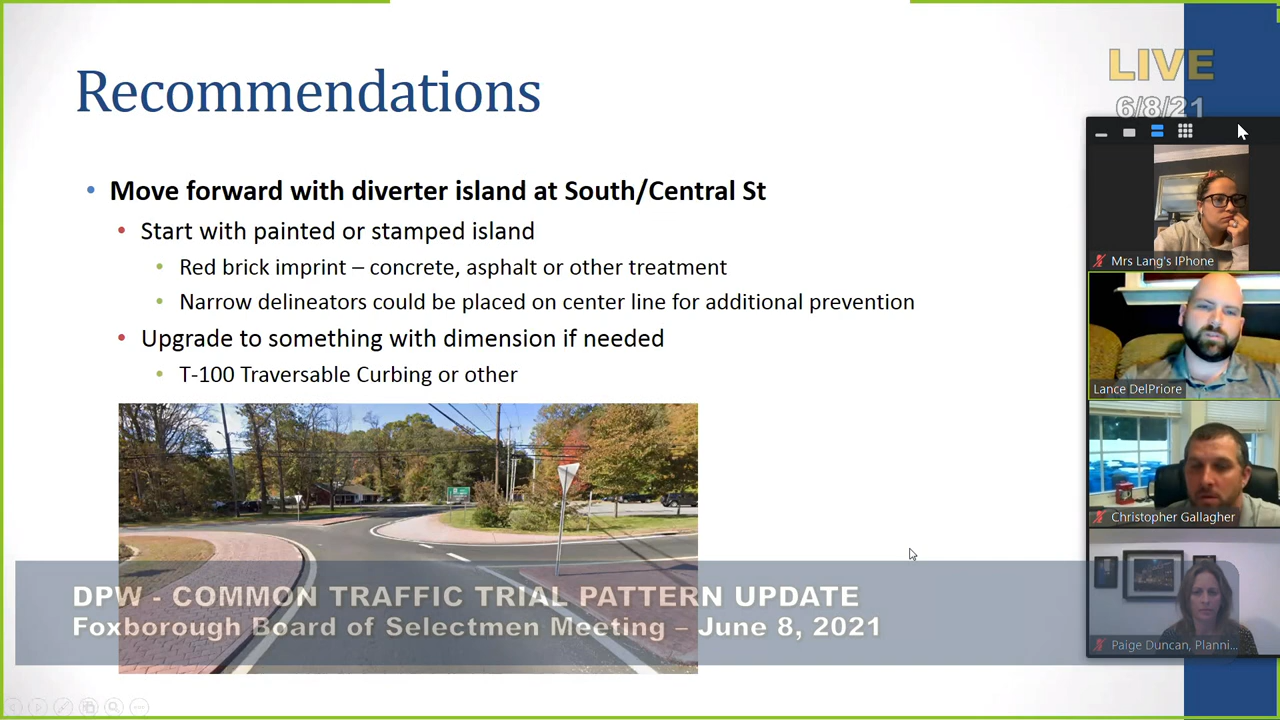 Recommendations
LIVE
6/8/21
• Move forward with diverter island at South/Central St
• Start with painted or stamped island
• Red brick imprint – concrete, asphalt or other treatment
• Narrow delineators could be placed on center line for additional prevention
• Upgrade to something with dimension if needed
• T-100 Traversable Curbing or other
Mrs Lang's IPhone
Lance DelPriore
Christopher Gallagher
Paige Duncan, Planni...
DPW - COMMON TRAFFIC TRIAL PATTERN UPDATE
Foxborough Board of Selectmen Meeting – June 8, 2021